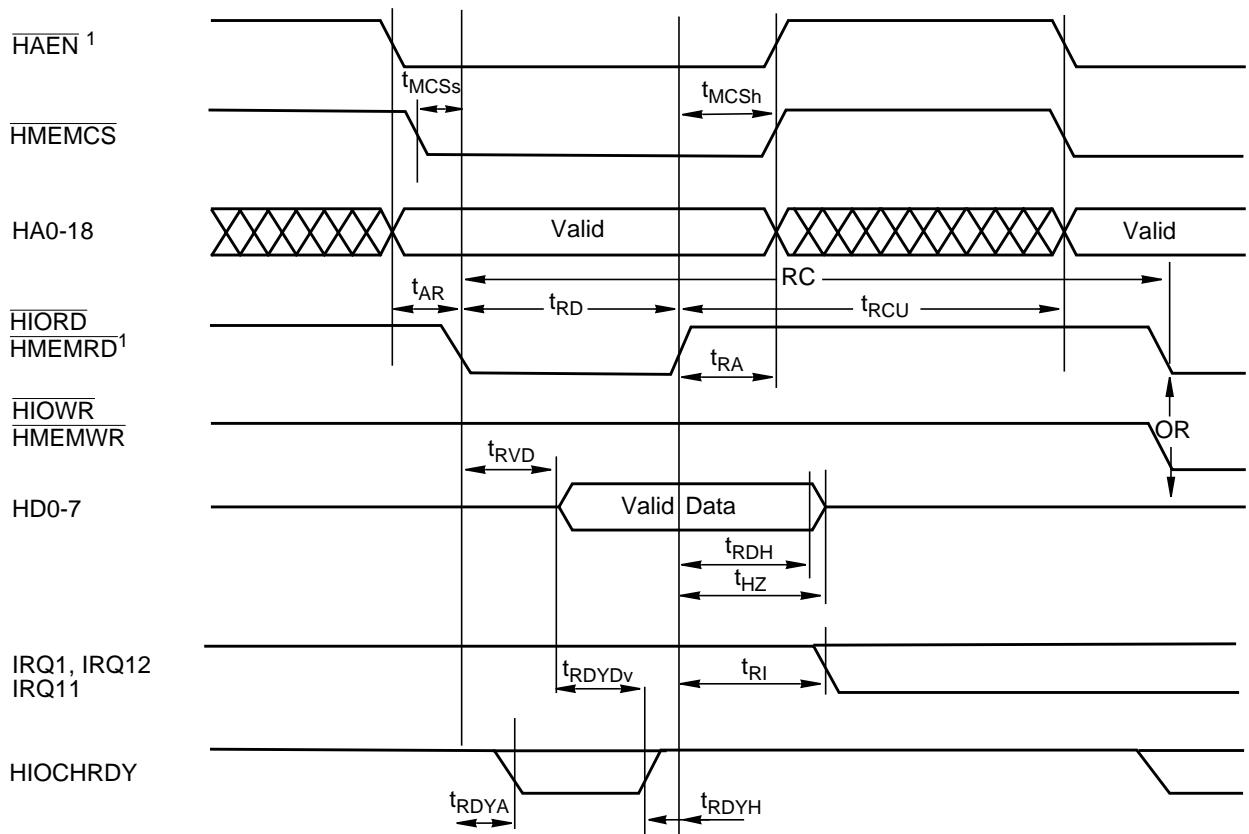 HAEN 1
tMCSs
tMCSh
HMEMCS
HA0-18
Valid
Valid
RC
tAR
tRD
tRCU
HIORD
HMEMRD1
tRA
HIOWR
HMEMWR
OR
tRVD
HD0-7
Valid Data
tRDH
tHZ
IRQ1, IRQ12
IRQ11
tRDYDv
tRI
HIOCHRDY
tRDYA
tRDYH